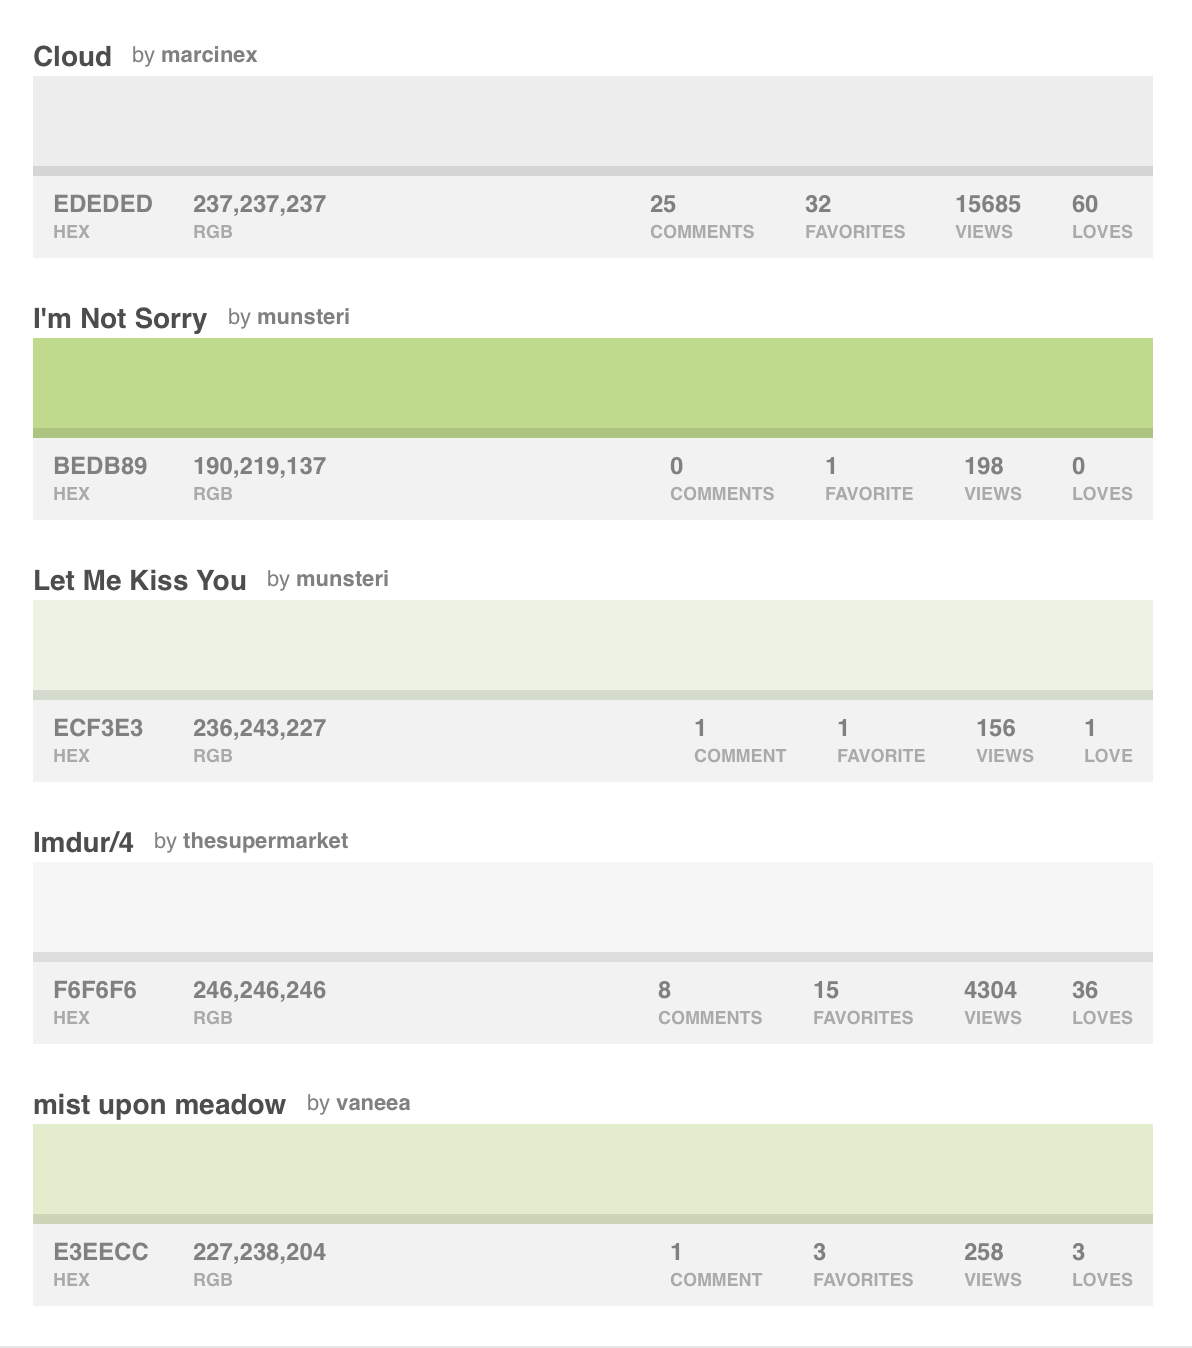 Cloud by marcinex
EDEDED 237,237,237 25 32 15685 60
HEX RGB COMMENTS FAVORITES VIEWS LOVES
I'm Not Sorry by munsteri
BEDB89 190,219,137 0 1 198 0
HEX RGB COMMENTS FAVORITE VIEWS LOVES
Let Me Kiss You by munsteri
ECF3E3 236,243,227 1 1 156 1
HEX RGB COMMENT FAVORITE VIEWS LOVE
Imdur/4 by thesupermarket
F6F6F6 246,246,246 8 15 4304 36
HEX RGB COMMENTS FAVORITES VIEWS LOVES
mist upon meadow by vaneea
E3EECC 227,238,204 1 3 258 3
HEX RGB COMMENT FAVORITES VIEWS LOVES